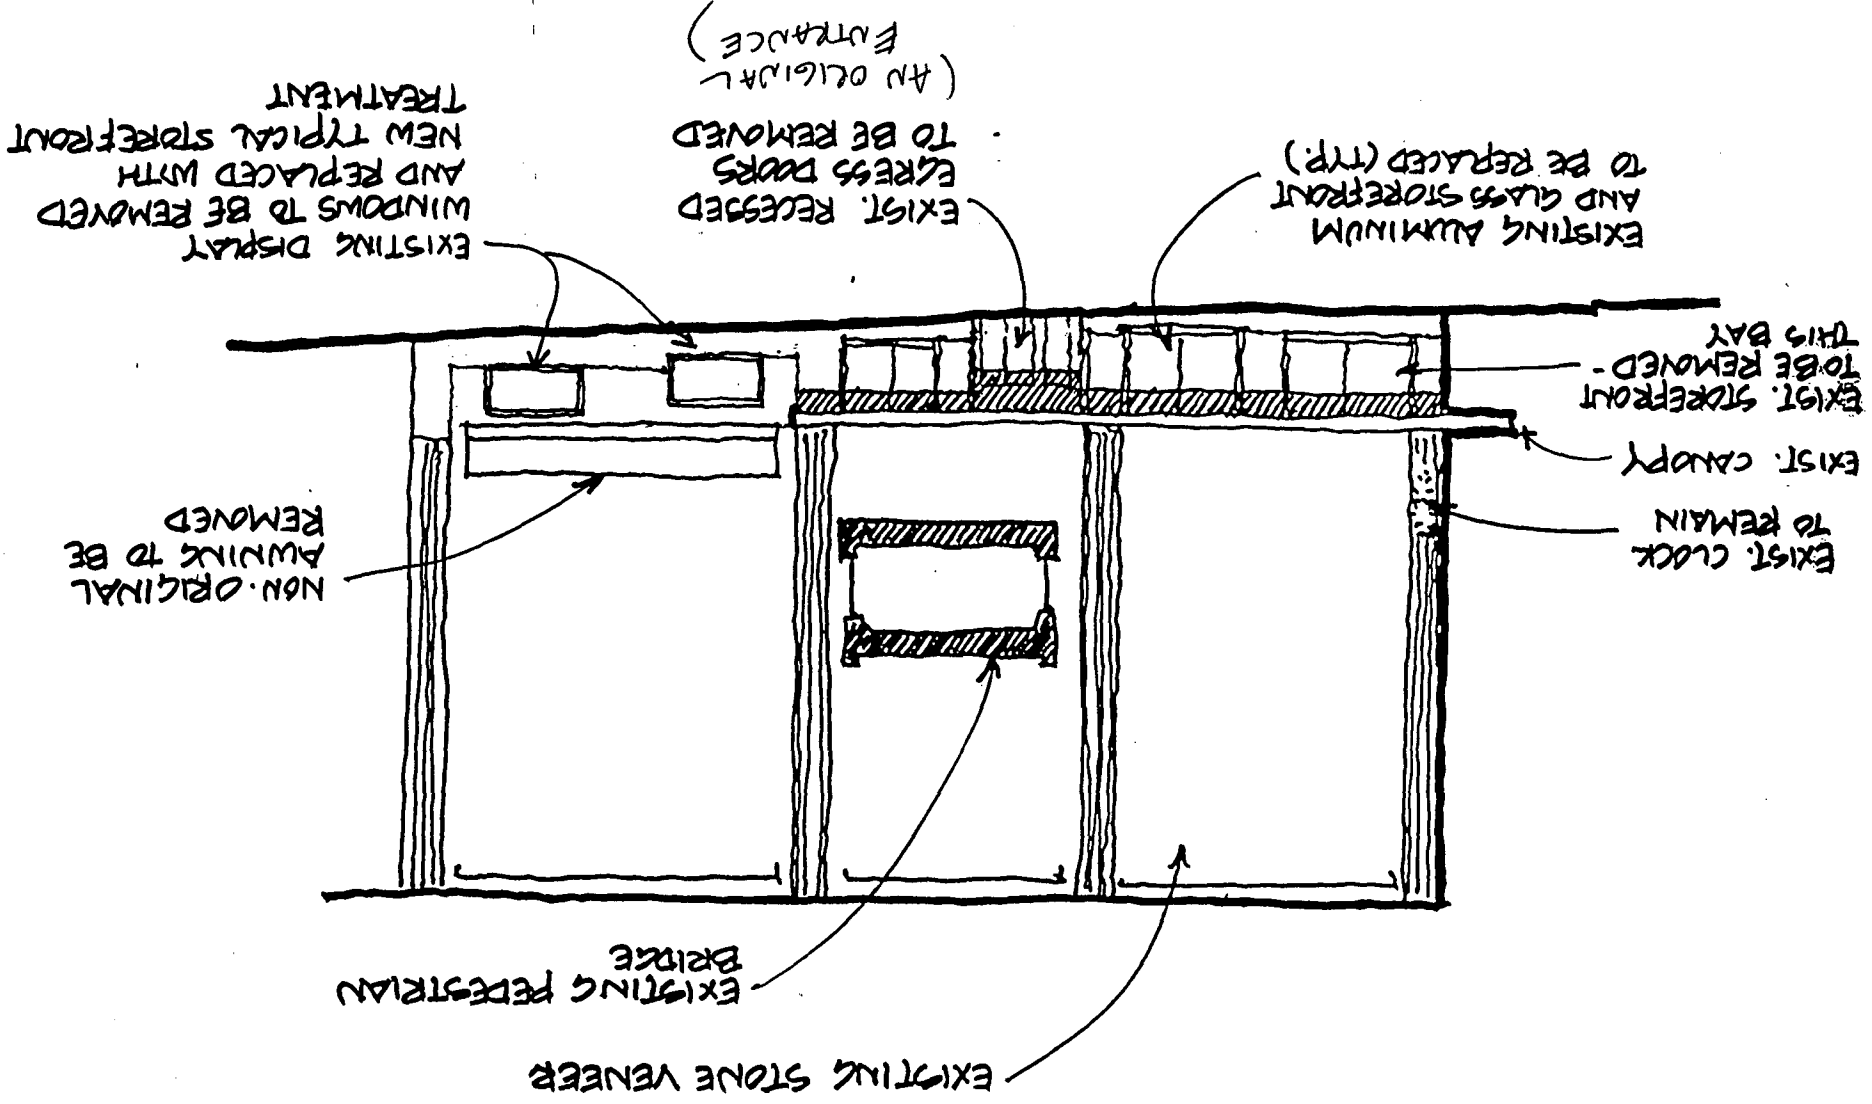 EXISTING STONE VENEER
EXISTING PEDESTRIAN
BRIDGE
EXIST. CLOCK
TO REMAIN
EXIST. CANOPY
EXIST. STOREFRONT
TO BE REMOVED -
THIS BAY
NON-ORIGINAL
AWNING TO BE
REMOVED
EXISTING ALUMINUM
AND GLASS STOREFRONT
TO BE REPLACED (TYP.)
EXIST. RECESSED
EGRESS DOORS
TO BE REMOVED
(AN ORIGINAL
ENTRANCE)
EXISTING DISPLAY
WINDOWS TO BE REMOVED
AND REPLACED WITH
NEW TYPICAL STOREFRONT
TREATMENT